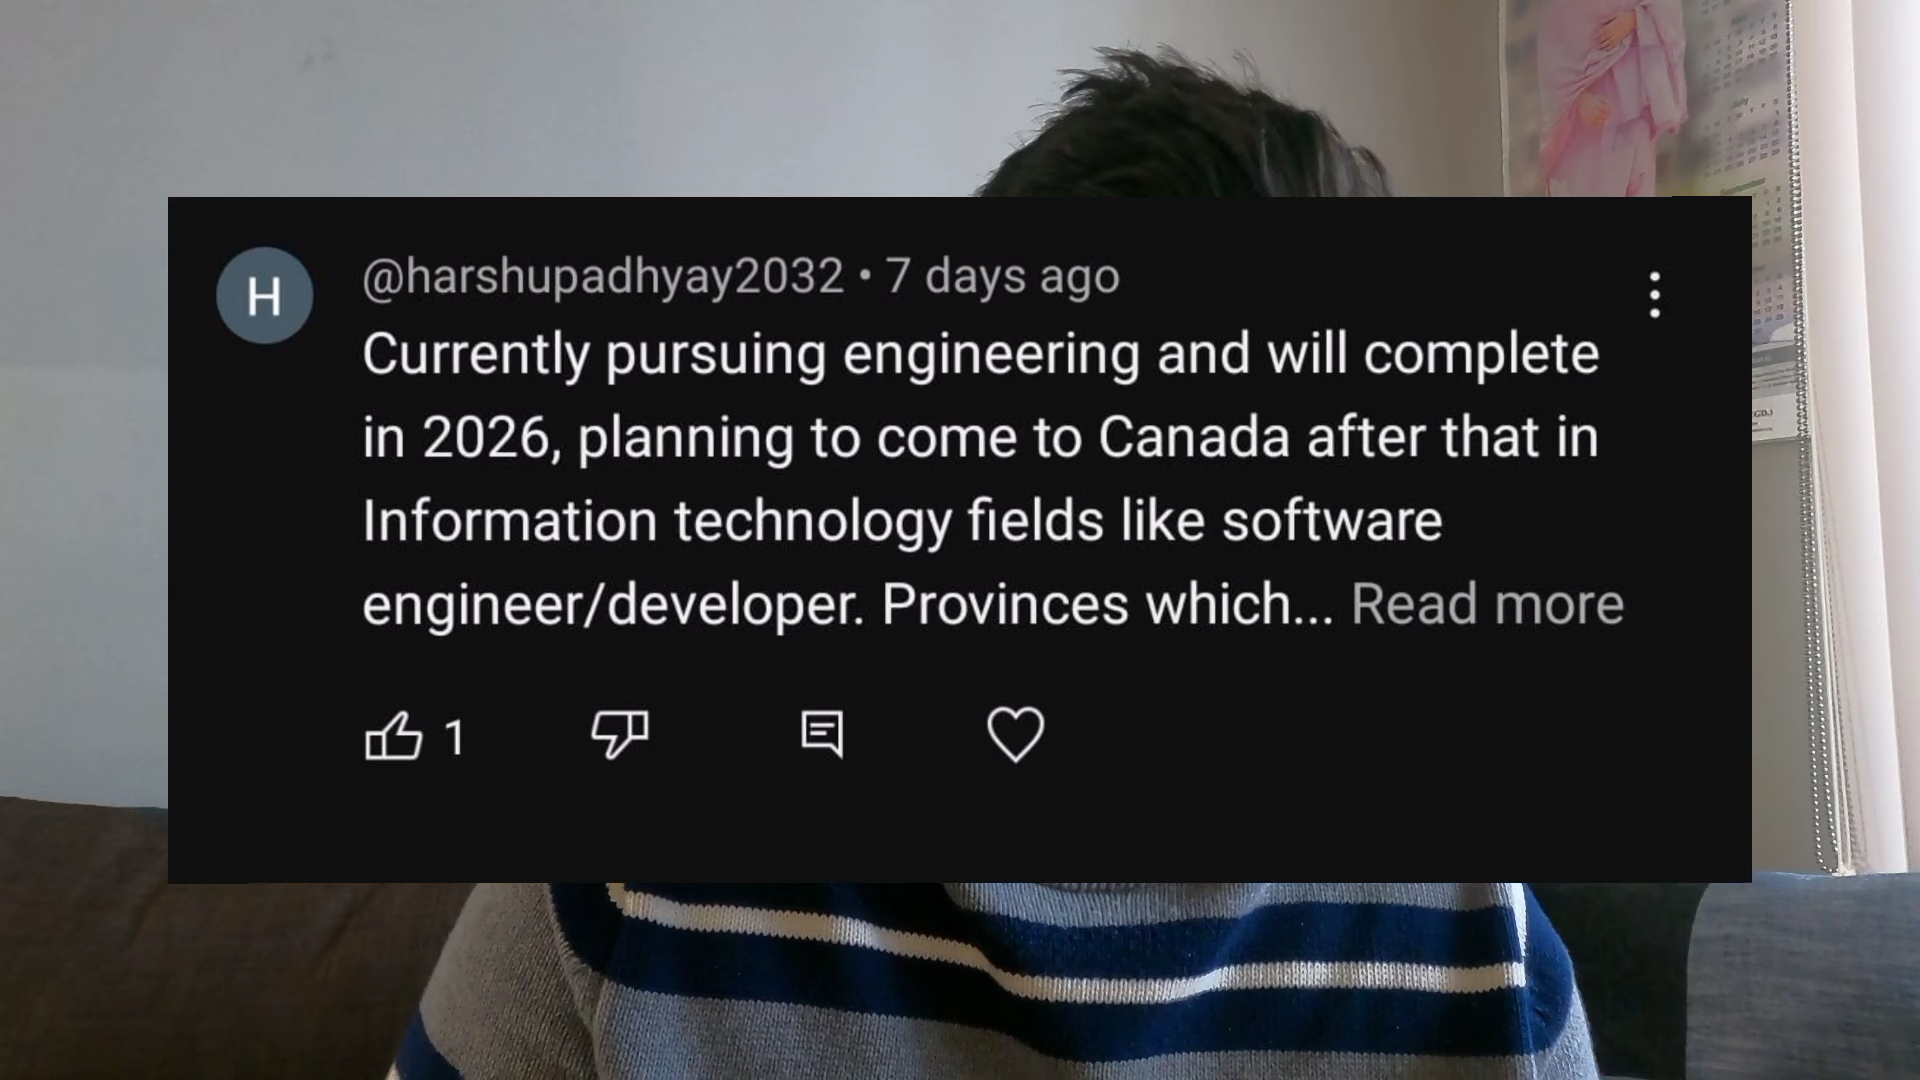 H
@harshupadhyay2032 • 7 days ago
Currently pursuing engineering and will complete
in 2026, planning to come to Canada after that in
Information technology fields like software
engineer/developer. Provinces which... Read more
1